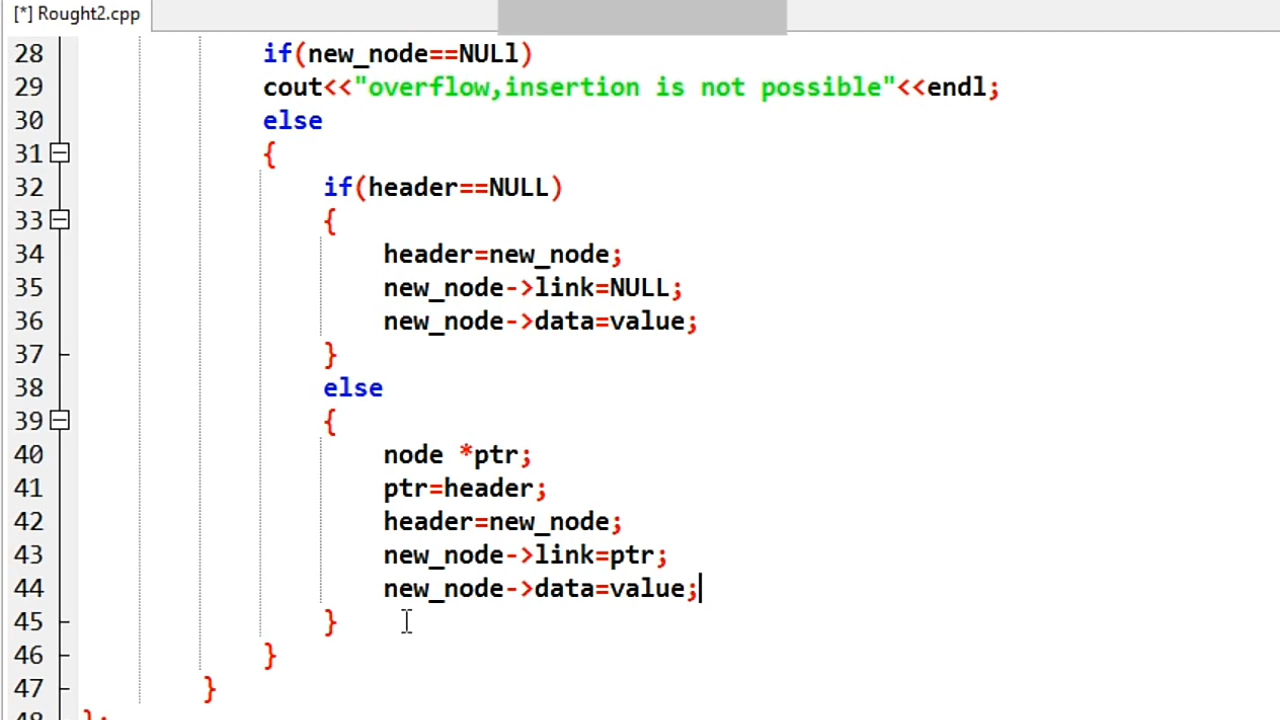 [*] Rought2.cpp
28 if(new_node==NULl)
29 cout<<"overflow,insertion is not possible"<<endl;
30 else
31 {
32 if(header==NULL)
33 {
34 header=new_node;
35 new_node->link=NULL;
36 new_node->data=value;
37 }
38 else
39 {
40 node *ptr;
41 ptr=header;
42 header=new_node;
43 new_node->link=ptr;
44 new_node->data=value;
45 }
46 }
47 }
48 };